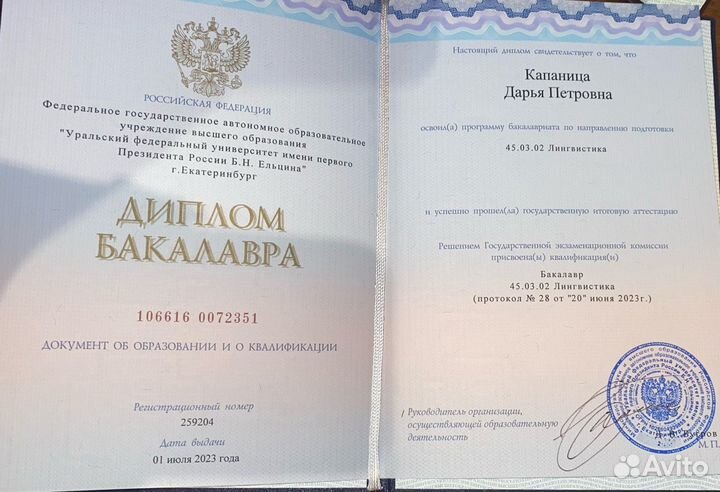 РОССИЙСКАЯ ФЕДЕРАЦИЯ
Федеральное государственное автономное образовательное
учреждение высшего образования
"Уральский федеральный университет имени первого
Президента России Б.Н. Ельцина"
г.Екатеринбург
ДИПЛОМ
БАКАЛАВРА
106616 0072351
ДОКУМЕНТ ОБ ОБРАЗОВАНИИ И О КВАЛИФИКАЦИИ
Регистрационный номер
259204
Дата выдачи
01 июля 2023 года
Настоящий диплом свидетельствует о том, что
Капаница
Дарья Петровна
освоил(а) программу бакалавриата по направлению подготовки
45.03.02 Лингвистика
и успешно прошел(ла) государственную итоговую аттестацию
Решением Государственной экзаменационной комиссии
присвоена(ы) квалификация(и)
Бакалавр
45.03.02 Лингвистика
(протокол № 28 от "20" июня 2023г.)
Руководитель организации,
осуществляющей образовательную
деятельность
М.П.
Avito